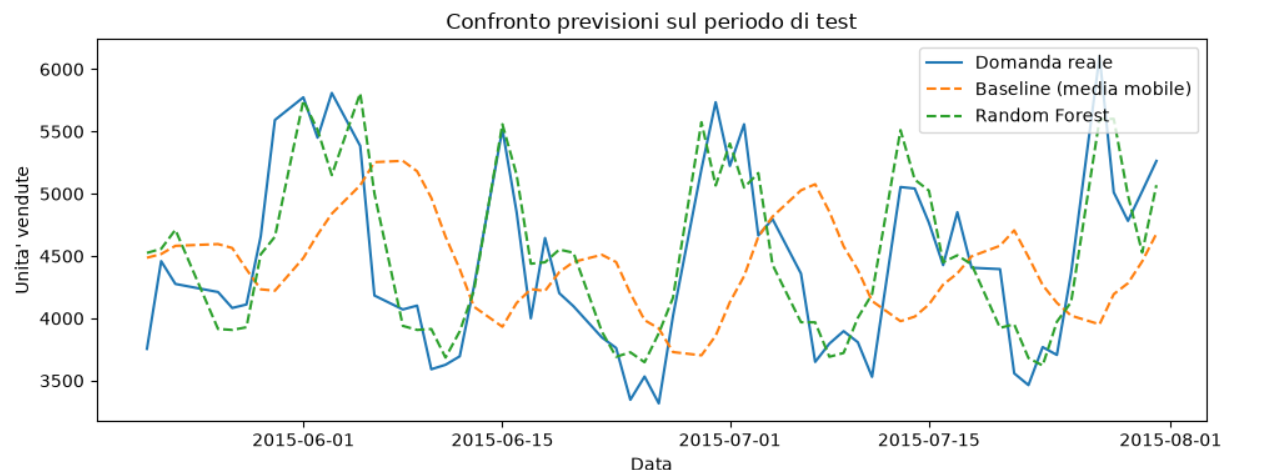 Confronto previsioni sul periodo di test
Domanda reale
Baseline (media mobile)
Random Forest
Unita' vendute
6000
5500
5000
4500
4000
3500
2015-06-01
2015-06-15
2015-07-01
2015-07-15
2015-08-01
Data